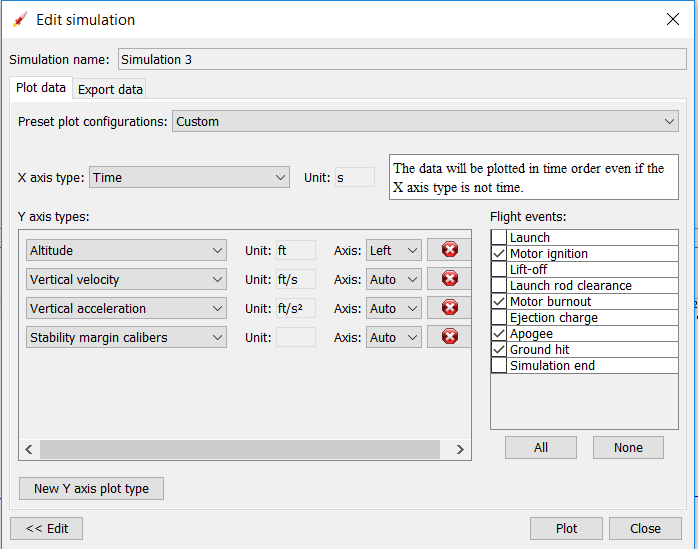 Edit simulation
Simulation name: Simulation 3
Plot data Export data
Preset plot configurations: Custom
X axis type: Time Unit: s
The data will be plotted in time order even if the
X axis type is not time.
Y axis types:
Altitude Unit: ft Axis: Left
Vertical velocity Unit: ft/s Axis: Auto
Vertical acceleration Unit: ft/s² Axis: Auto
Stability margin calibers Unit: Axis: Auto
Flight events:
Launch
Motor ignition
Lift-off
Launch rod clearance
Motor burnout
Ejection charge
Apogee
Ground hit
Simulation end
All None
New Y axis plot type
<< Edit Plot Close